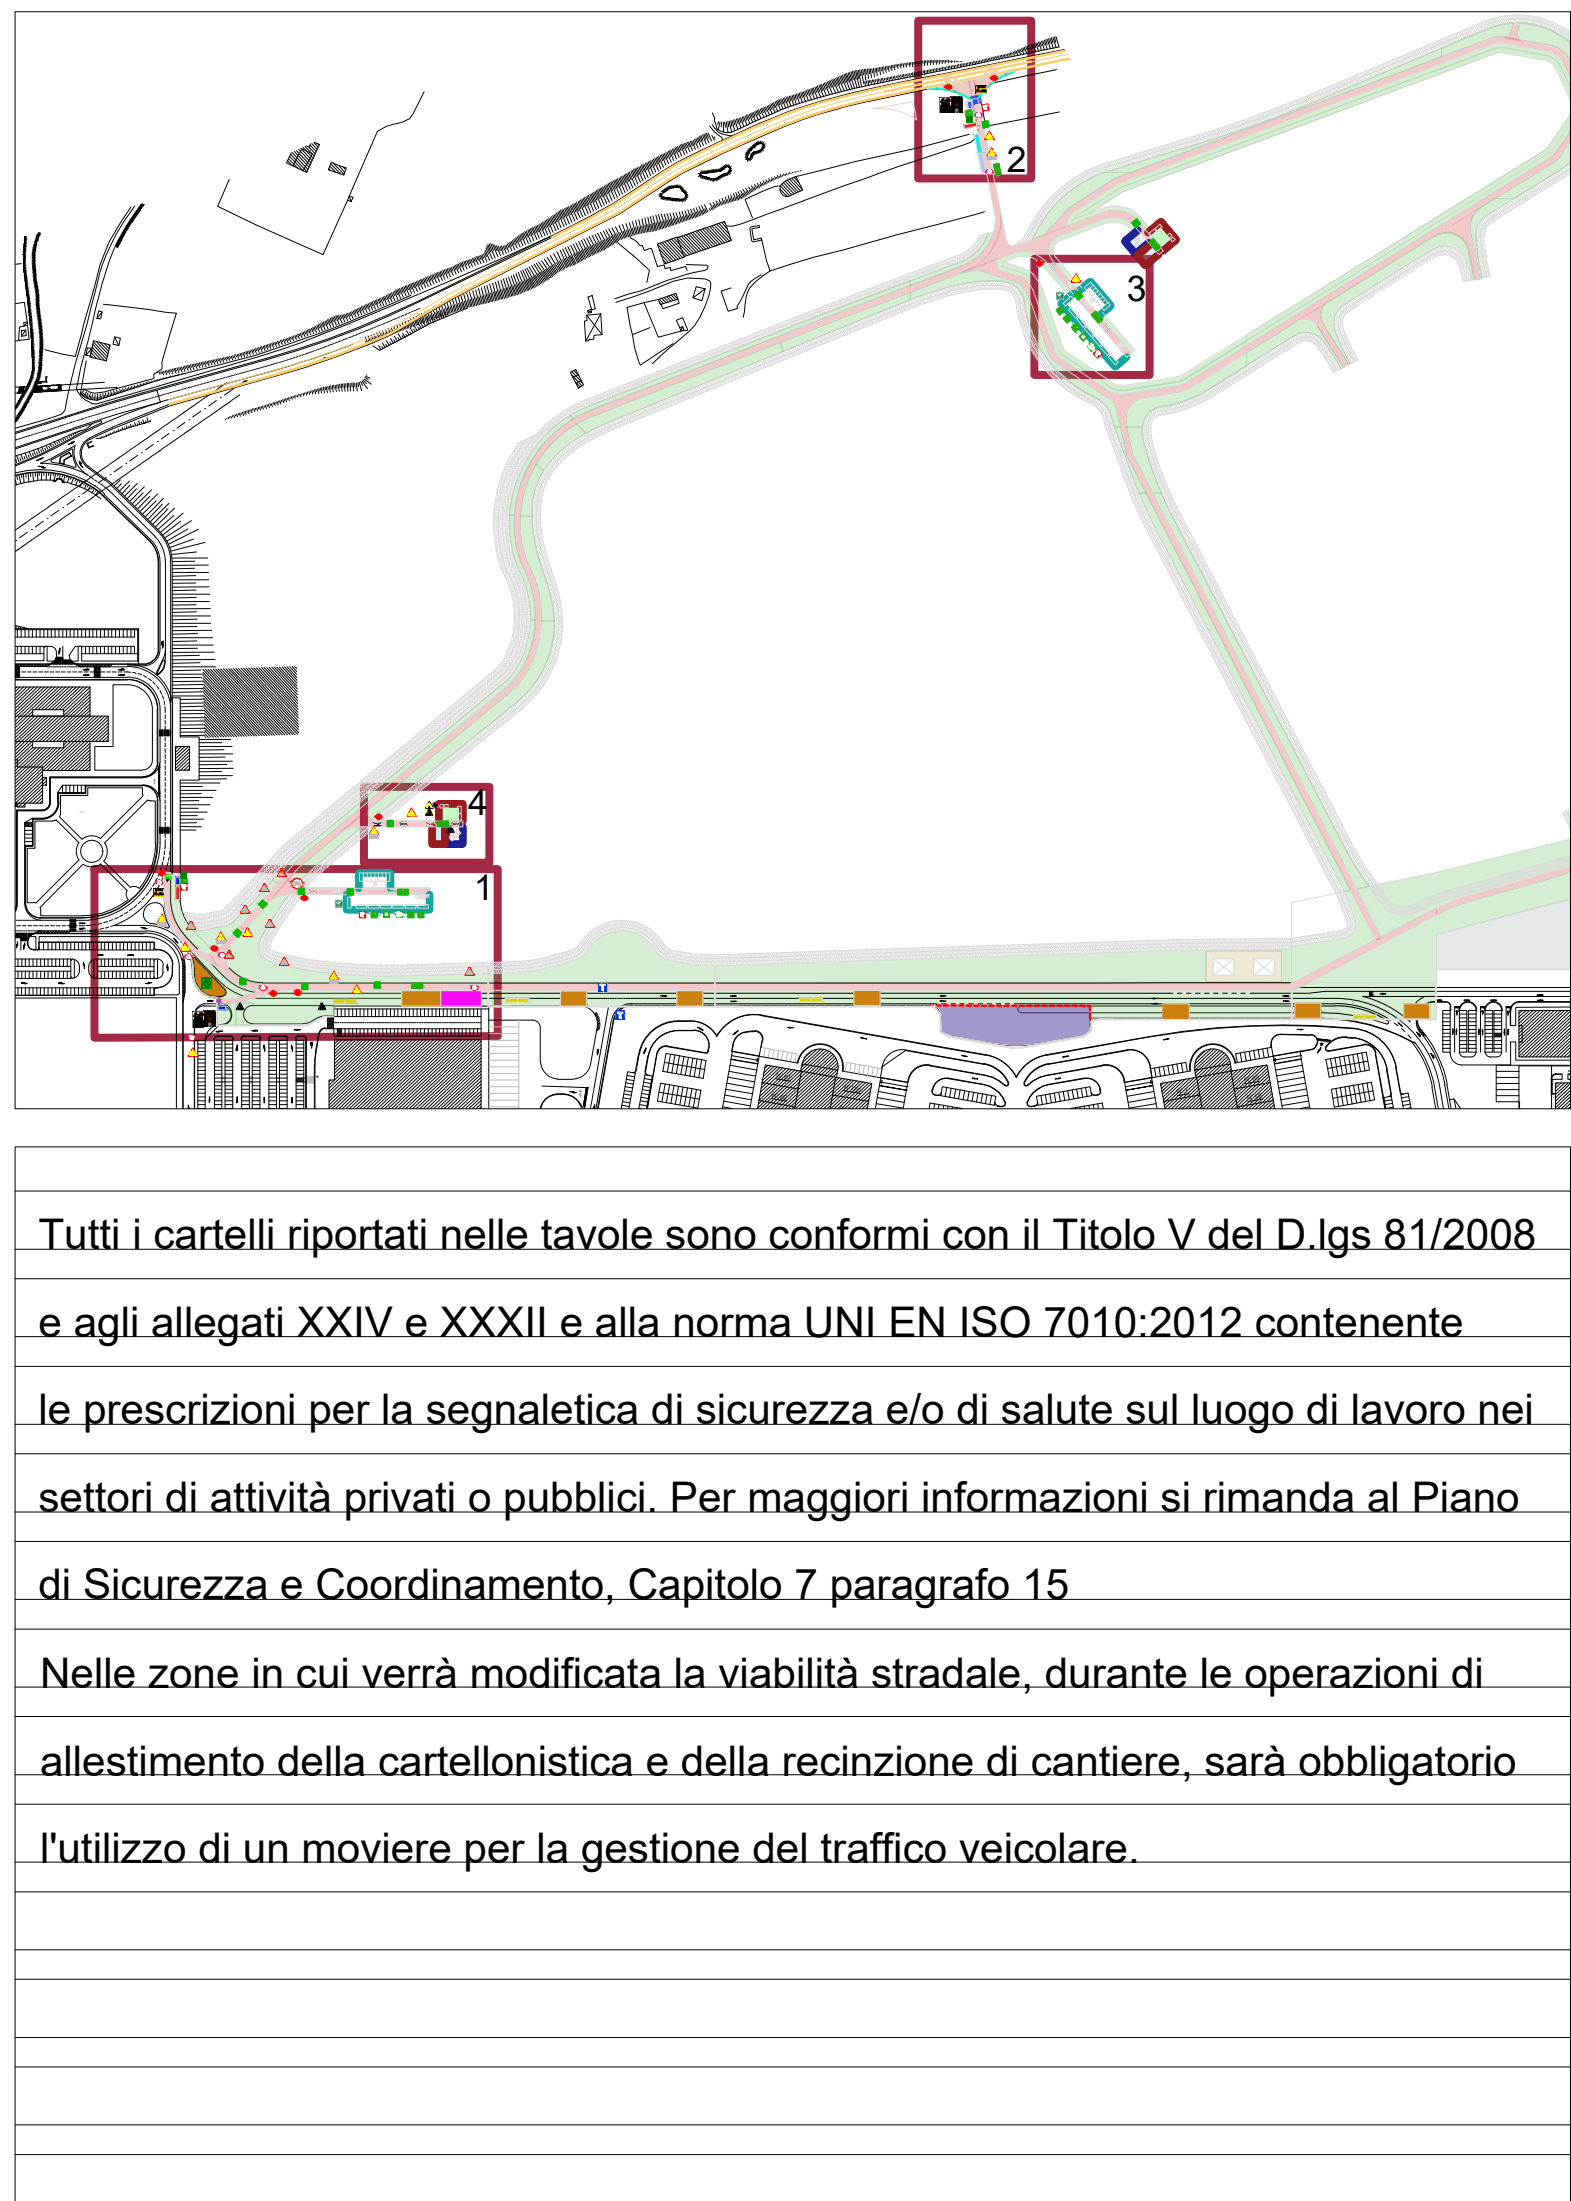 2
3
4
1
Tutti i cartelli riportati nelle tavole sono conformi con il Titolo V del D.lgs 81/2008
e agli allegati XXIV e XXXII e alla norma UNI EN ISO 7010:2012 contenente
le prescrizioni per la segnaletica di sicurezza e/o di salute sul luogo di lavoro nei
settori di attività privati o pubblici. Per maggiori informazioni si rimanda al Piano
di Sicurezza e Coordinamento, Capitolo 7 paragrafo 15
Nelle zone in cui verrà modificata la viabilità stradale, durante le operazioni di
allestimento della cartellonistica e della recinzione di cantiere, sarà obbligatorio
l'utilizzo di un moviere per la gestione del traffico veicolare.